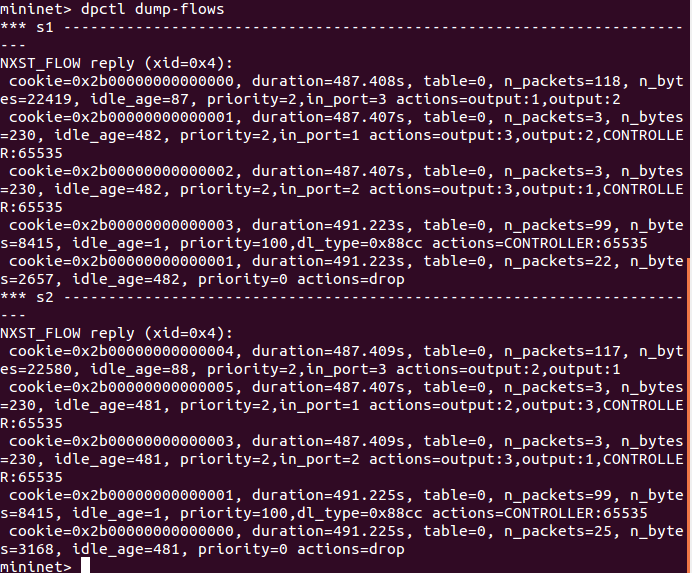 mininet> dpctl dump-flows
*** s1 ---------------------------------------------------------------------
---
NXST_FLOW reply (xid=0x4):
 cookie=0x2b00000000000000, duration=487.408s, table=0, n_packets=118, n_byt
es=22419, idle_age=87, priority=2,in_port=3 actions=output:1,output:2
 cookie=0x2b00000000000001, duration=487.407s, table=0, n_packets=3, n_bytes
=230, idle_age=482, priority=2,in_port=1 actions=output:3,output:2,CONTROLLE
R:65535
 cookie=0x2b00000000000002, duration=487.407s, table=0, n_packets=3, n_bytes
=230, idle_age=482, priority=2,in_port=2 actions=output:3,output:1,CONTROLLE
R:65535
 cookie=0x2b00000000000003, duration=491.223s, table=0, n_packets=99, n_byte
s=8415, idle_age=1, priority=100,dl_type=0x88cc actions=CONTROLLER:65535
 cookie=0x2b00000000000001, duration=491.223s, table=0, n_packets=22, n_byte
s=2657, idle_age=482, priority=0 actions=drop
*** s2 ---------------------------------------------------------------------
---
NXST_FLOW reply (xid=0x4):
 cookie=0x2b00000000000004, duration=487.409s, table=0, n_packets=117, n_byt
es=22580, idle_age=88, priority=2,in_port=3 actions=output:2,output:1
 cookie=0x2b00000000000005, duration=487.407s, table=0, n_packets=3, n_bytes
=230, idle_age=481, priority=2,in_port=1 actions=output:2,output:3,CONTROLLE
R:65535
 cookie=0x2b00000000000003, duration=487.409s, table=0, n_packets=3, n_bytes
=230, idle_age=481, priority=2,in_port=2 actions=output:3,output:1,CONTROLLE
R:65535
 cookie=0x2b00000000000001, duration=491.225s, table=0, n_packets=99, n_byte
s=8415, idle_age=1, priority=100,dl_type=0x88cc actions=CONTROLLER:65535
 cookie=0x2b00000000000000, duration=491.225s, table=0, n_packets=25, n_byte
s=3168, idle_age=481, priority=0 actions=drop
mininet>